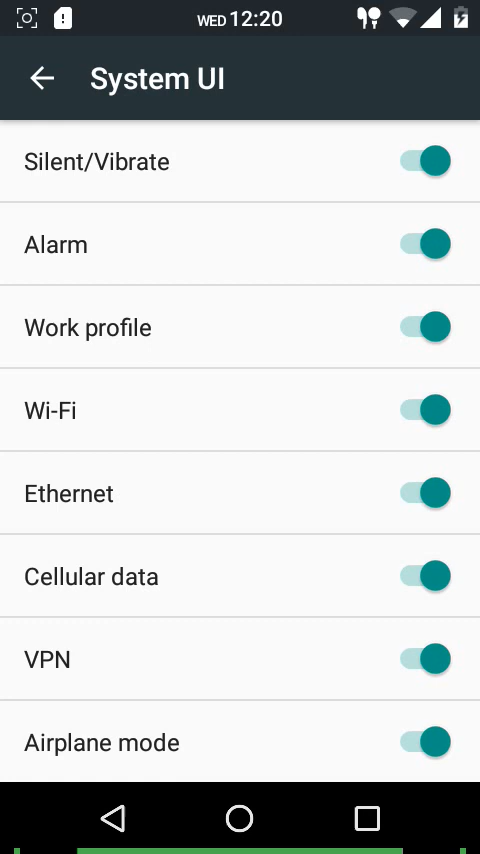 WED 12:20
System UI
Silent/Vibrate
Alarm
Work profile
Wi-Fi
Ethernet
Cellular data
VPN
Airplane mode